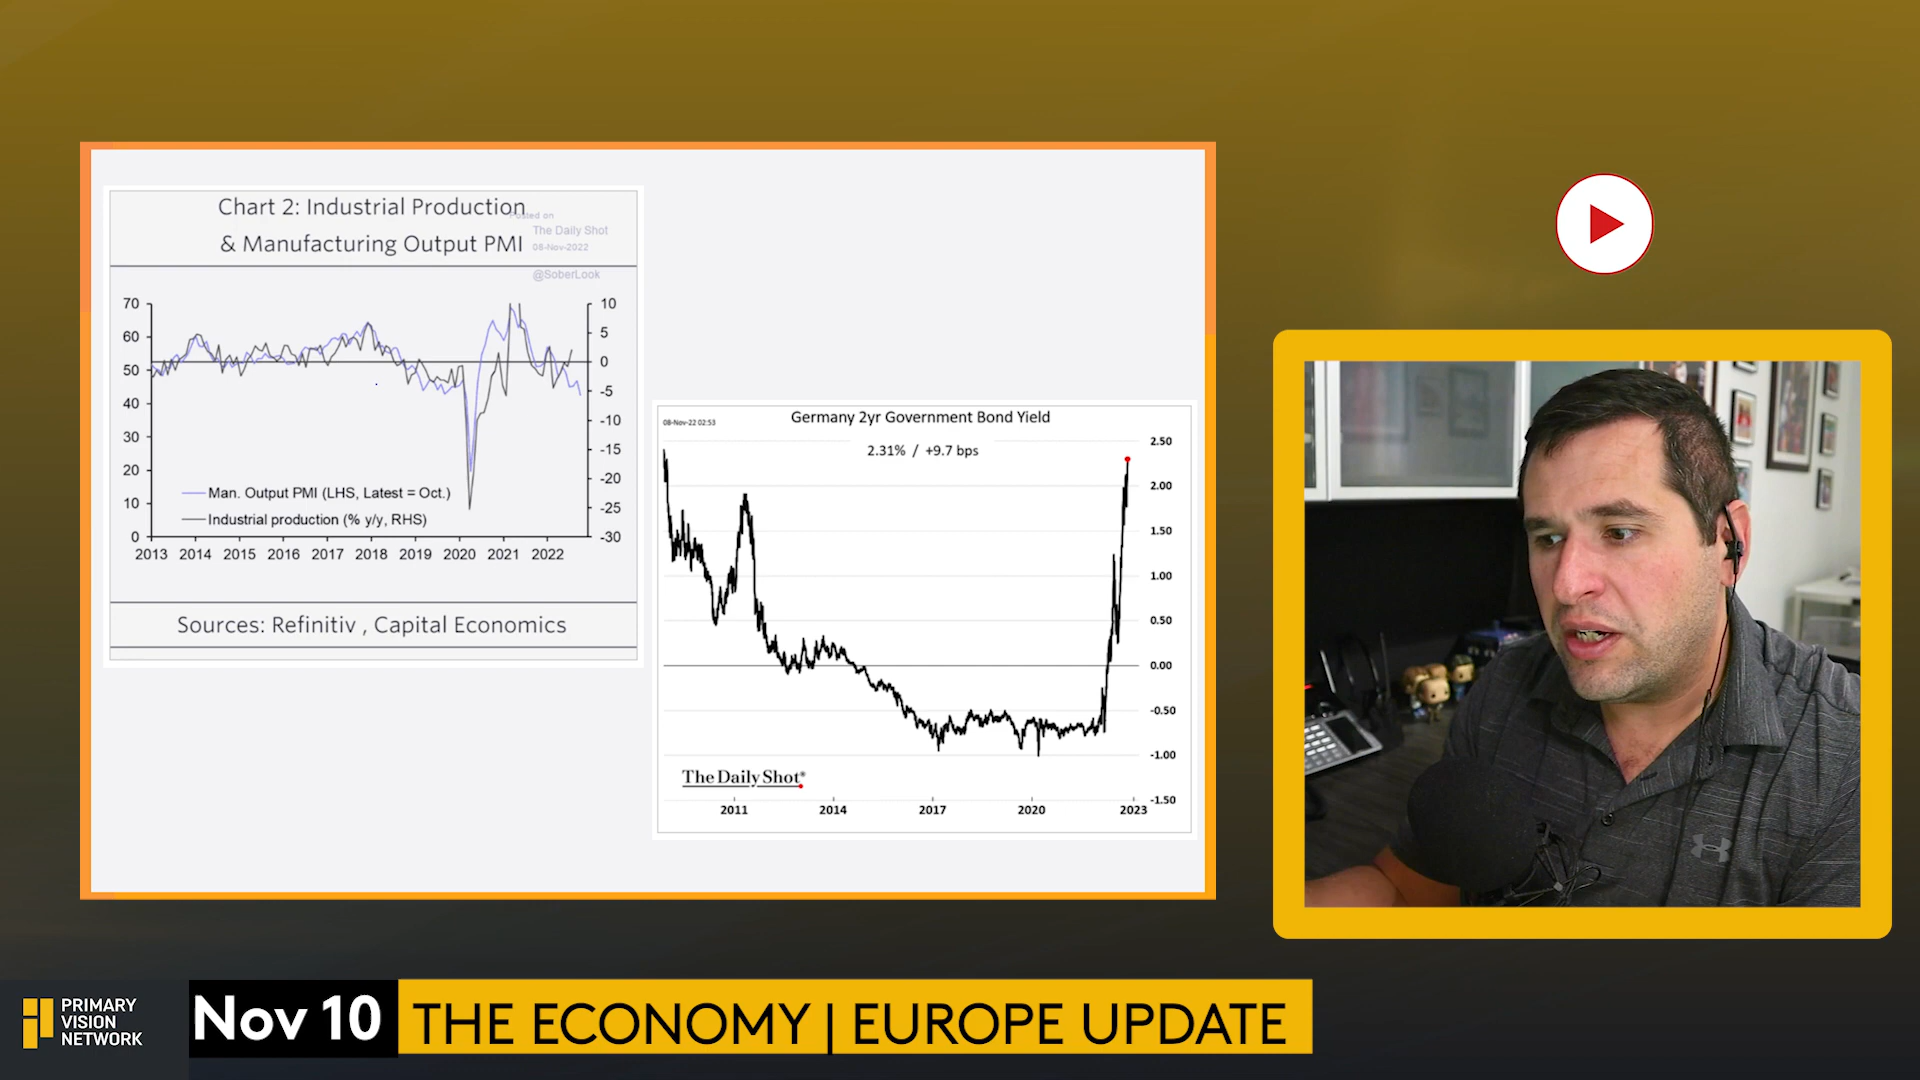 Chart 2: Industrial Production
& Manufacturing Output PMI
Posted on
The Daily Shot
08-Nov-2022
@SoberLook
70
60
50
40
30
20
10
0
10
5
0
-5
-10
-15
-20
-25
-30
Man. Output PMI (LHS, Latest = Oct.)
Industrial production (% y/y, RHS)
2013 2014 2015 2016 2017 2018 2019 2020 2021 2022
Sources: Refinitiv , Capital Economics
08-Nov-22 02:53
Germany 2yr Government Bond Yield
2.31% / +9.7 bps
2.50
2.00
1.50
1.00
0.50
0.00
-0.50
-1.00
-1.50
The Daily Shot®
2011 2014 2017 2020 2023
PRIMARY
VISION
NETWORK
Nov 10
THE ECONOMY | EUROPE UPDATE